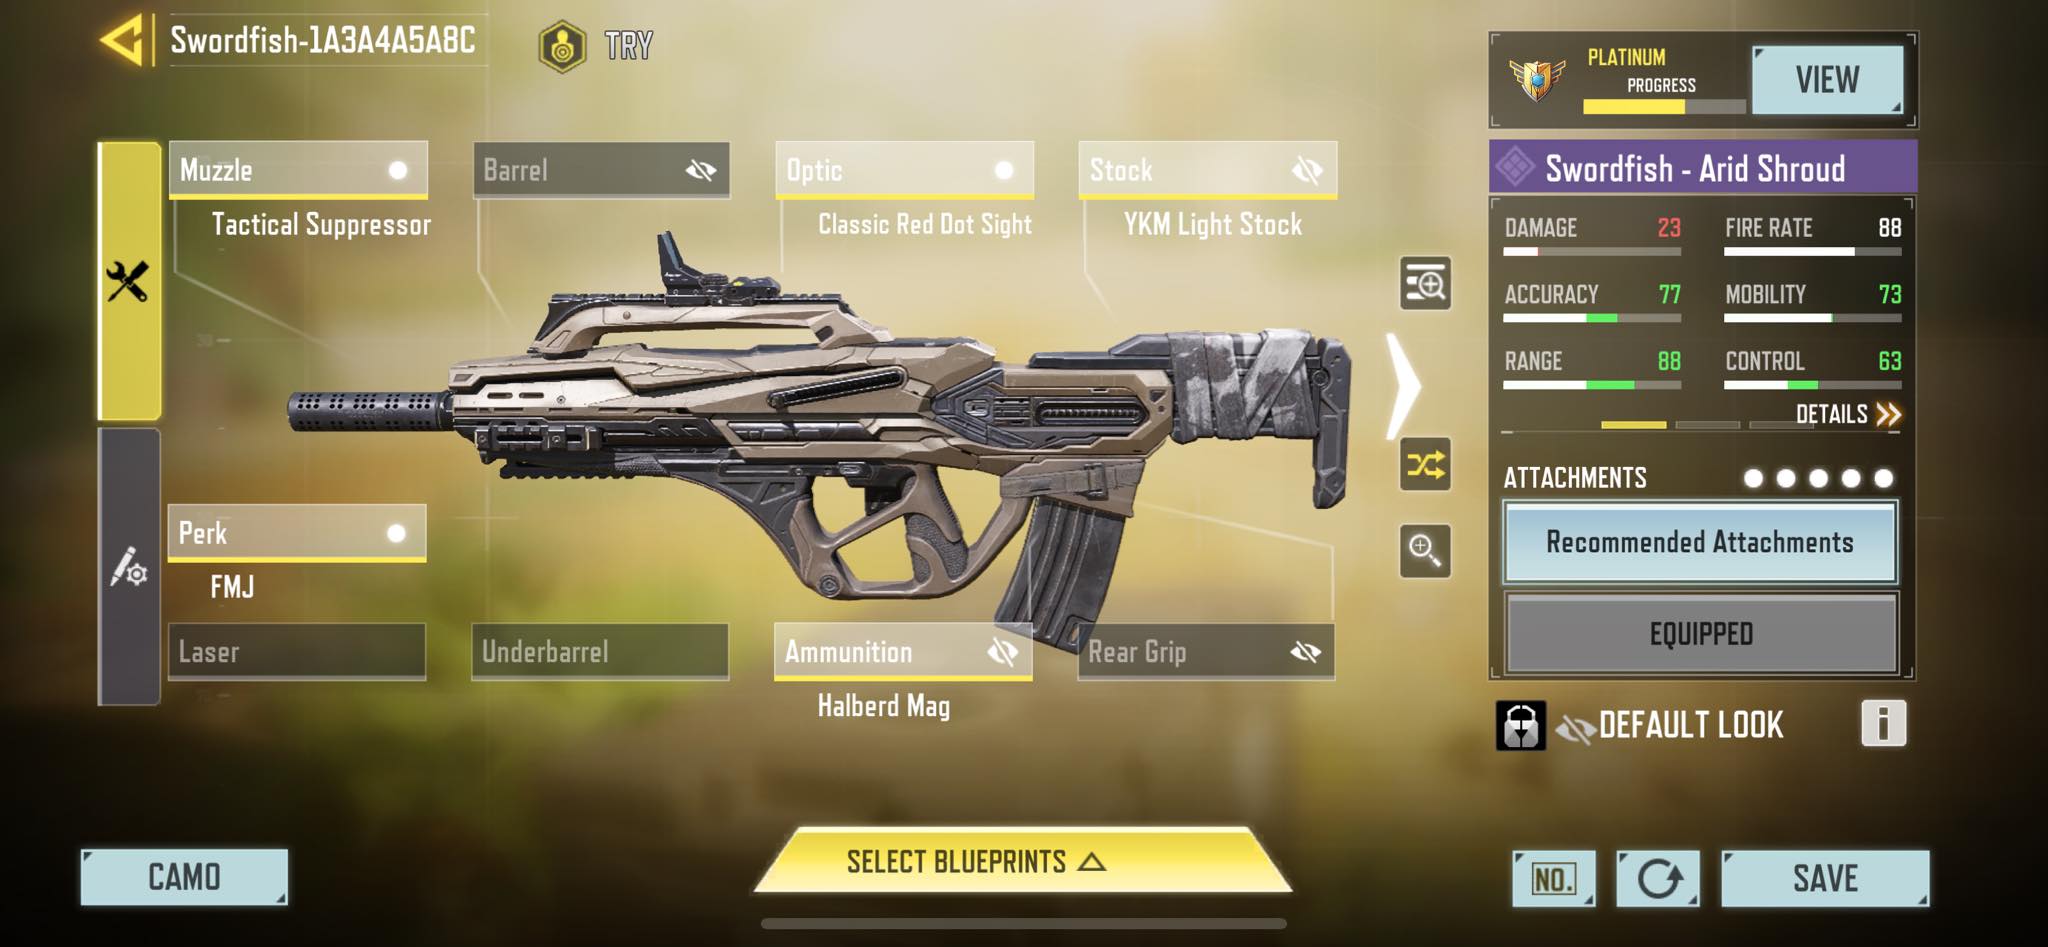 Swordfish-1A3A4A5A8C
TRY
PLATINUM
PROGRESS
VIEW
Muzzle
Tactical Suppressor
Barrel
Optic
Classic Red Dot Sight
Stock
YKM Light Stock
Swordfish - Arid Shroud
DAMAGE 23
FIRE RATE 88
ACCURACY 77
MOBILITY 73
RANGE 88
CONTROL 63
DETAILS
ATTACHMENTS
Recommended Attachments
EQUIPPED
Perk
FMJ
Laser
Underbarrel
Ammunition
Halberd Mag
Rear Grip
DEFAULT LOOK
i
CAMO
SELECT BLUEPRINTS
NO.
SAVE